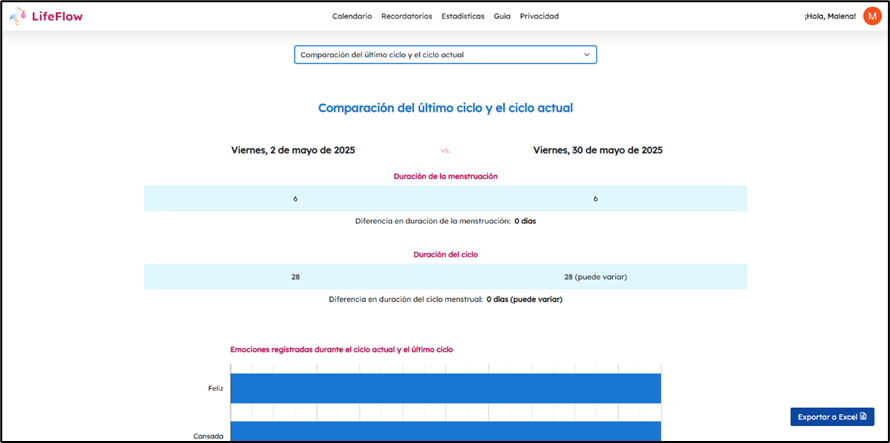 LifeFlow
Calendario Recordatorios Estadísticas Guía Privacidad
¡Hola, Malena!
M
Comparación del último ciclo y el ciclo actual
Comparación del último ciclo y el ciclo actual
Viernes, 2 de mayo de 2025 vs. Viernes, 30 de mayo de 2025
Duración de la menstruación
6 6
Diferencia en duración de la menstruación: 0 días
Duración del ciclo
28 28 (puede variar)
Diferencia en duración del ciclo menstrual: 0 días (puede variar)
Emociones registradas durante el ciclo actual y el último ciclo
Feliz
Exportar a Excel
Cansada